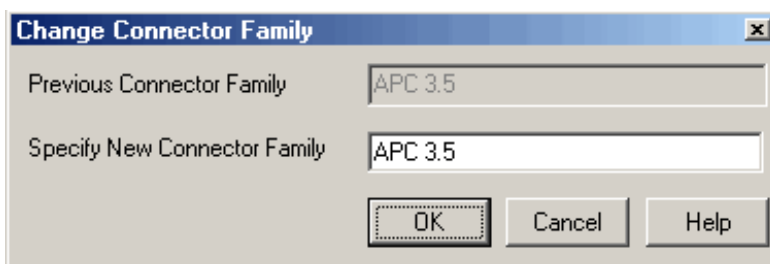 Change Connector Family
Previous Connector Family APC 3.5
Specify New Connector Family APC 3.5
OK Cancel Help